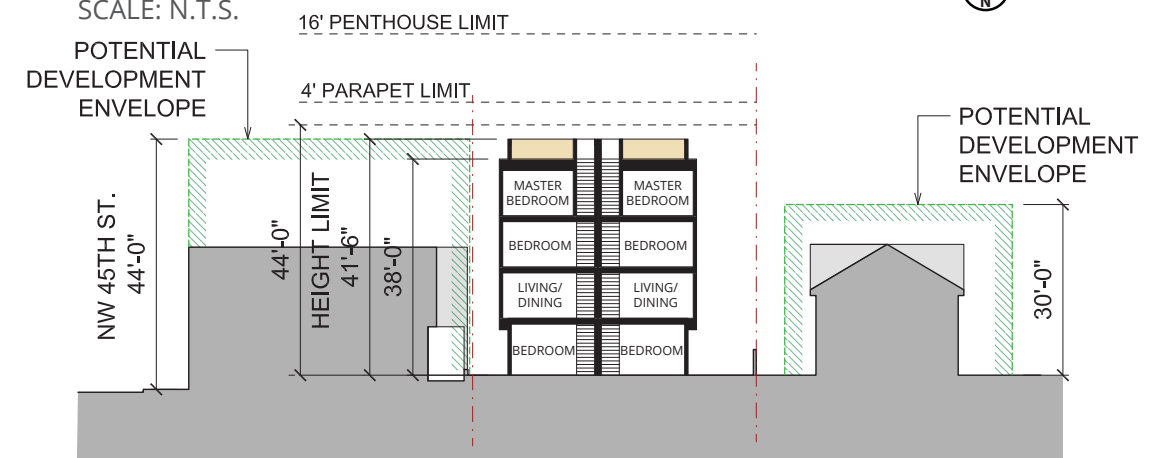 SCALE: N.T.S.
N
16' PENTHOUSE LIMIT
POTENTIAL
DEVELOPMENT
ENVELOPE
4' PARAPET LIMIT
POTENTIAL
DEVELOPMENT
ENVELOPE
NW 45TH ST.
44'-0"
44'-0"
HEIGHT LIMIT
41'-6"
38'-0"
MASTER
BEDROOM
MASTER
BEDROOM
BEDROOM
BEDROOM
LIVING/
DINING
LIVING/
DINING
BEDROOM
BEDROOM
30'-0"